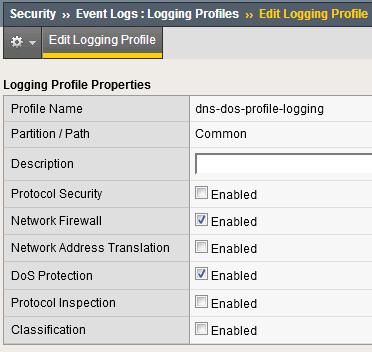 Security ›› Event Logs : Logging Profiles ›› Edit Logging Profile
Edit Logging Profile
Logging Profile Properties
Profile Name dns-dos-profile-logging
Partition / Path Common
Description
Protocol Security Enabled
Network Firewall Enabled
Network Address Translation Enabled
DoS Protection Enabled
Protocol Inspection Enabled
Classification Enabled